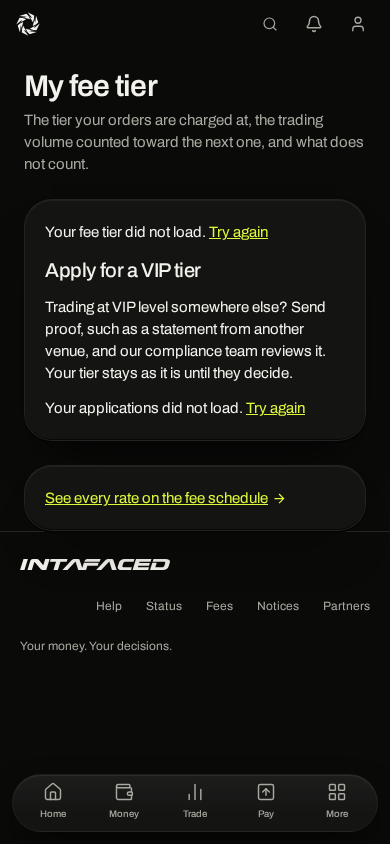 My fee tier
The tier your orders are charged at, the trading
volume counted toward the next one, and what does
not count.
Your fee tier did not load. Try again
Apply for a VIP tier
Trading at VIP level somewhere else? Send
proof, such as a statement from another
venue, and our compliance team reviews it.
Your tier stays as it is until they decide.
Your applications did not load. Try again
See every rate on the fee schedule →
INTAFACED
Help Status Fees Notices Partners
Your money. Your decisions.
Home Money Trade Pay More